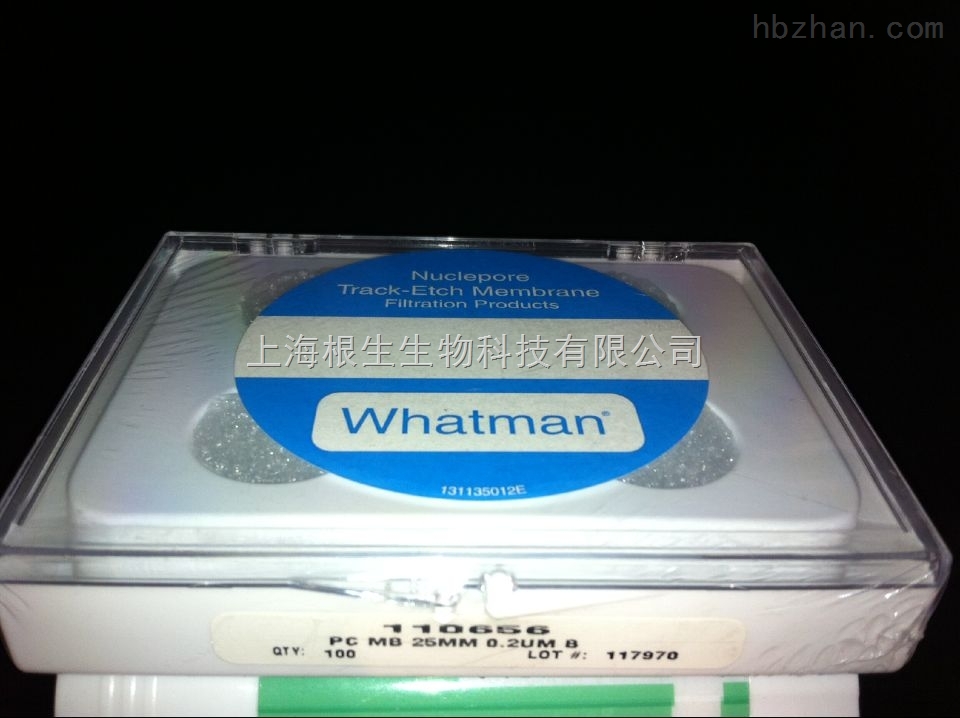 hbzhan.com
Nuclepore
Track-Etch Membrane
Filtration Products
上海根生生物科技有限公司
Whatman®
131135012E
110656
PC MB 25MM 0.2UM B
QTY: 100 LOT #: 117970